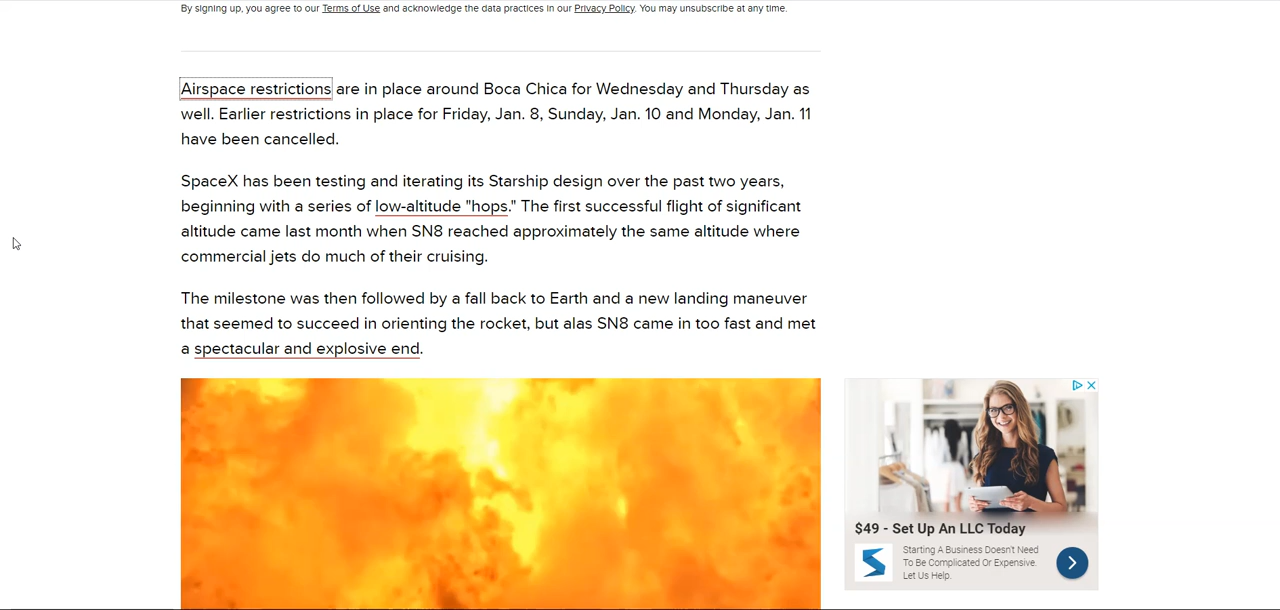 By signing up, you agree to our Terms of Use and acknowledge the data practices in our Privacy Policy. You may unsubscribe at any time.
Airspace restrictions are in place around Boca Chica for Wednesday and Thursday as
well. Earlier restrictions in place for Friday, Jan. 8, Sunday, Jan. 10 and Monday, Jan. 11
have been cancelled.
SpaceX has been testing and iterating its Starship design over the past two years,
beginning with a series of low-altitude "hops." The first successful flight of significant
altitude came last month when SN8 reached approximately the same altitude where
commercial jets do much of their cruising.
The milestone was then followed by a fall back to Earth and a new landing maneuver
that seemed to succeed in orienting the rocket, but alas SN8 came in too fast and met
a spectacular and explosive end.
$49 - Set Up An LLC Today
Starting A Business Doesn't Need
To Be Complicated Or Expensive.
Let Us Help.